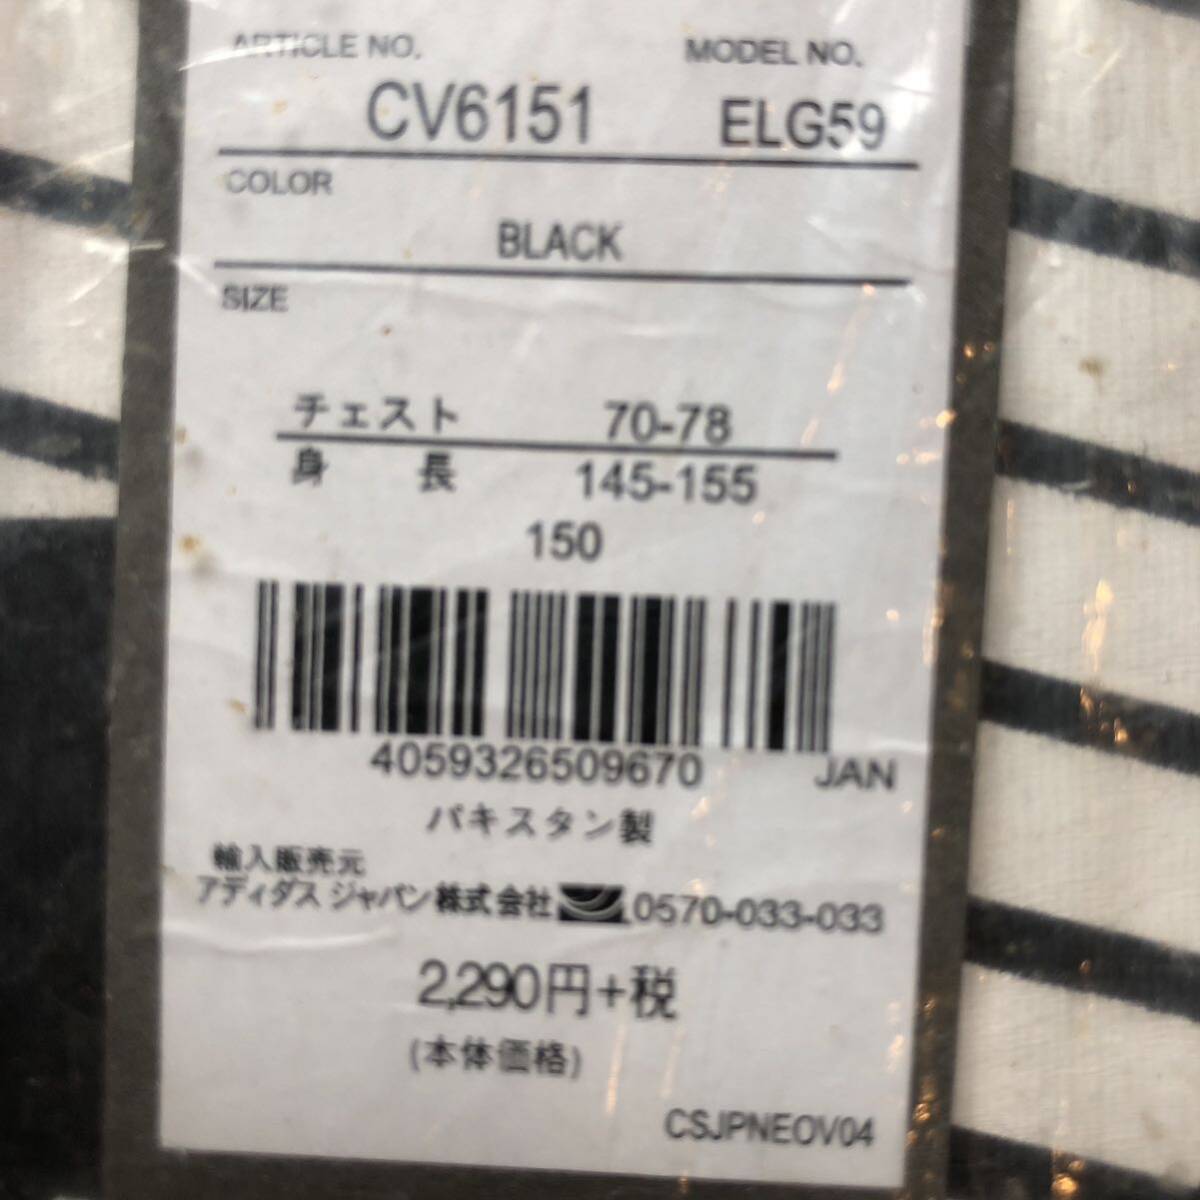 ARTICLE NO. MODEL NO.
CV6151 ELG59
COLOR
BLACK
SIZE
チェスト 70-78
身 長 145-155
150
4059326509670 JAN
パキスタン製
輸入販売元
アディダス ジャパン株式会社 0570-033-033
2,290円+税
(本体価格)
CSJPNEOV04